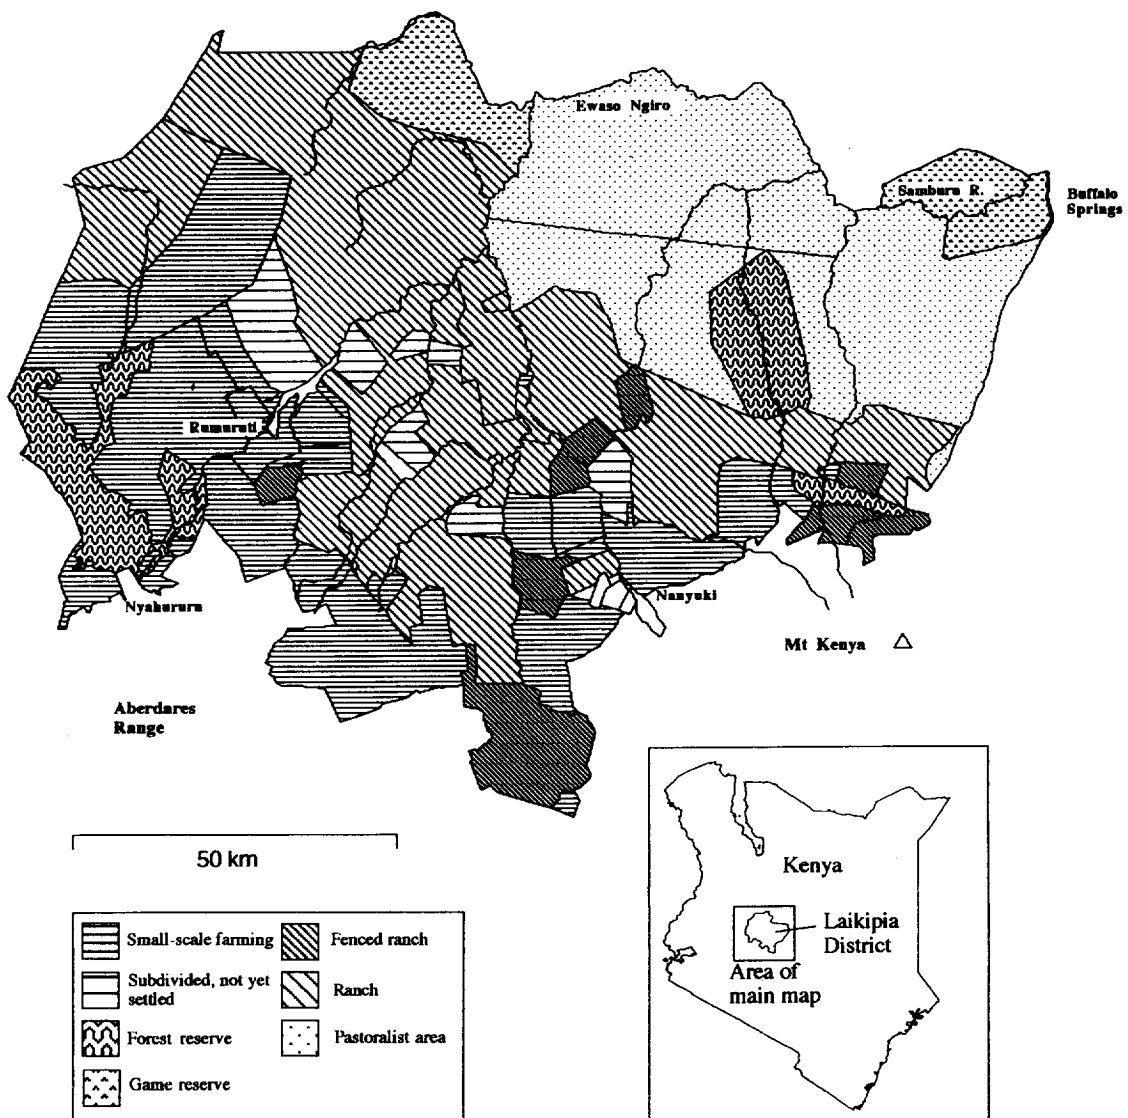 Ewaso Ngiro
Samburu R.
Buffalo
Springs
Rumuruti
Nyahururu
Nanyuki
Mt Kenya
Aberdares
Range
50 km
Small-scale farming
Subdivided, not yet
settled
Forest reserve
Game reserve
Fenced ranch
Ranch
Pastoralist area
Kenya
Laikipia
District
Area of
main map